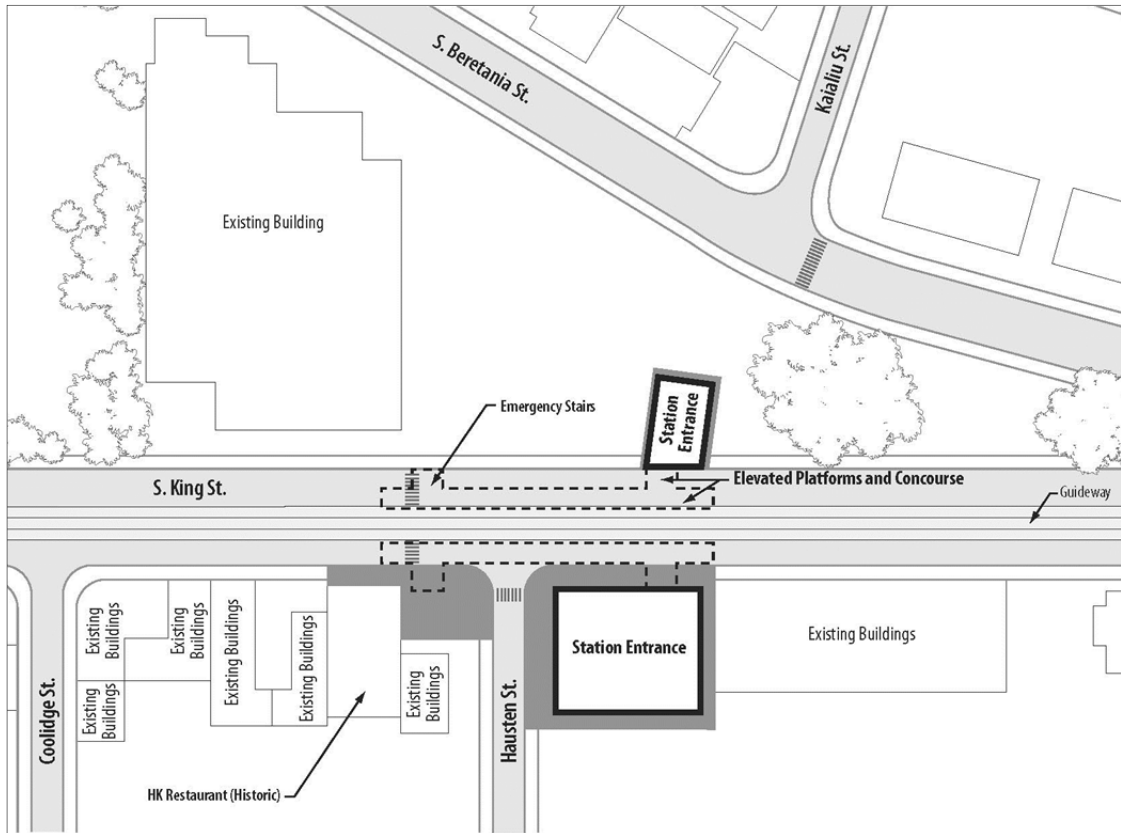 S. Beretania St.
Kaialiu St.
Existing Building
Emergency Stairs
Station
Entrance
S. King St.
Elevated Platforms and Concourse
Guideway
Existing
Buildings
Existing
Buildings
Existing Buildings
Existing Buildings
Existing
Buildings
Existing
Buildings
Station Entrance
Existing Buildings
Coolidge St.
Hausten St.
HK Restaurant (Historic)